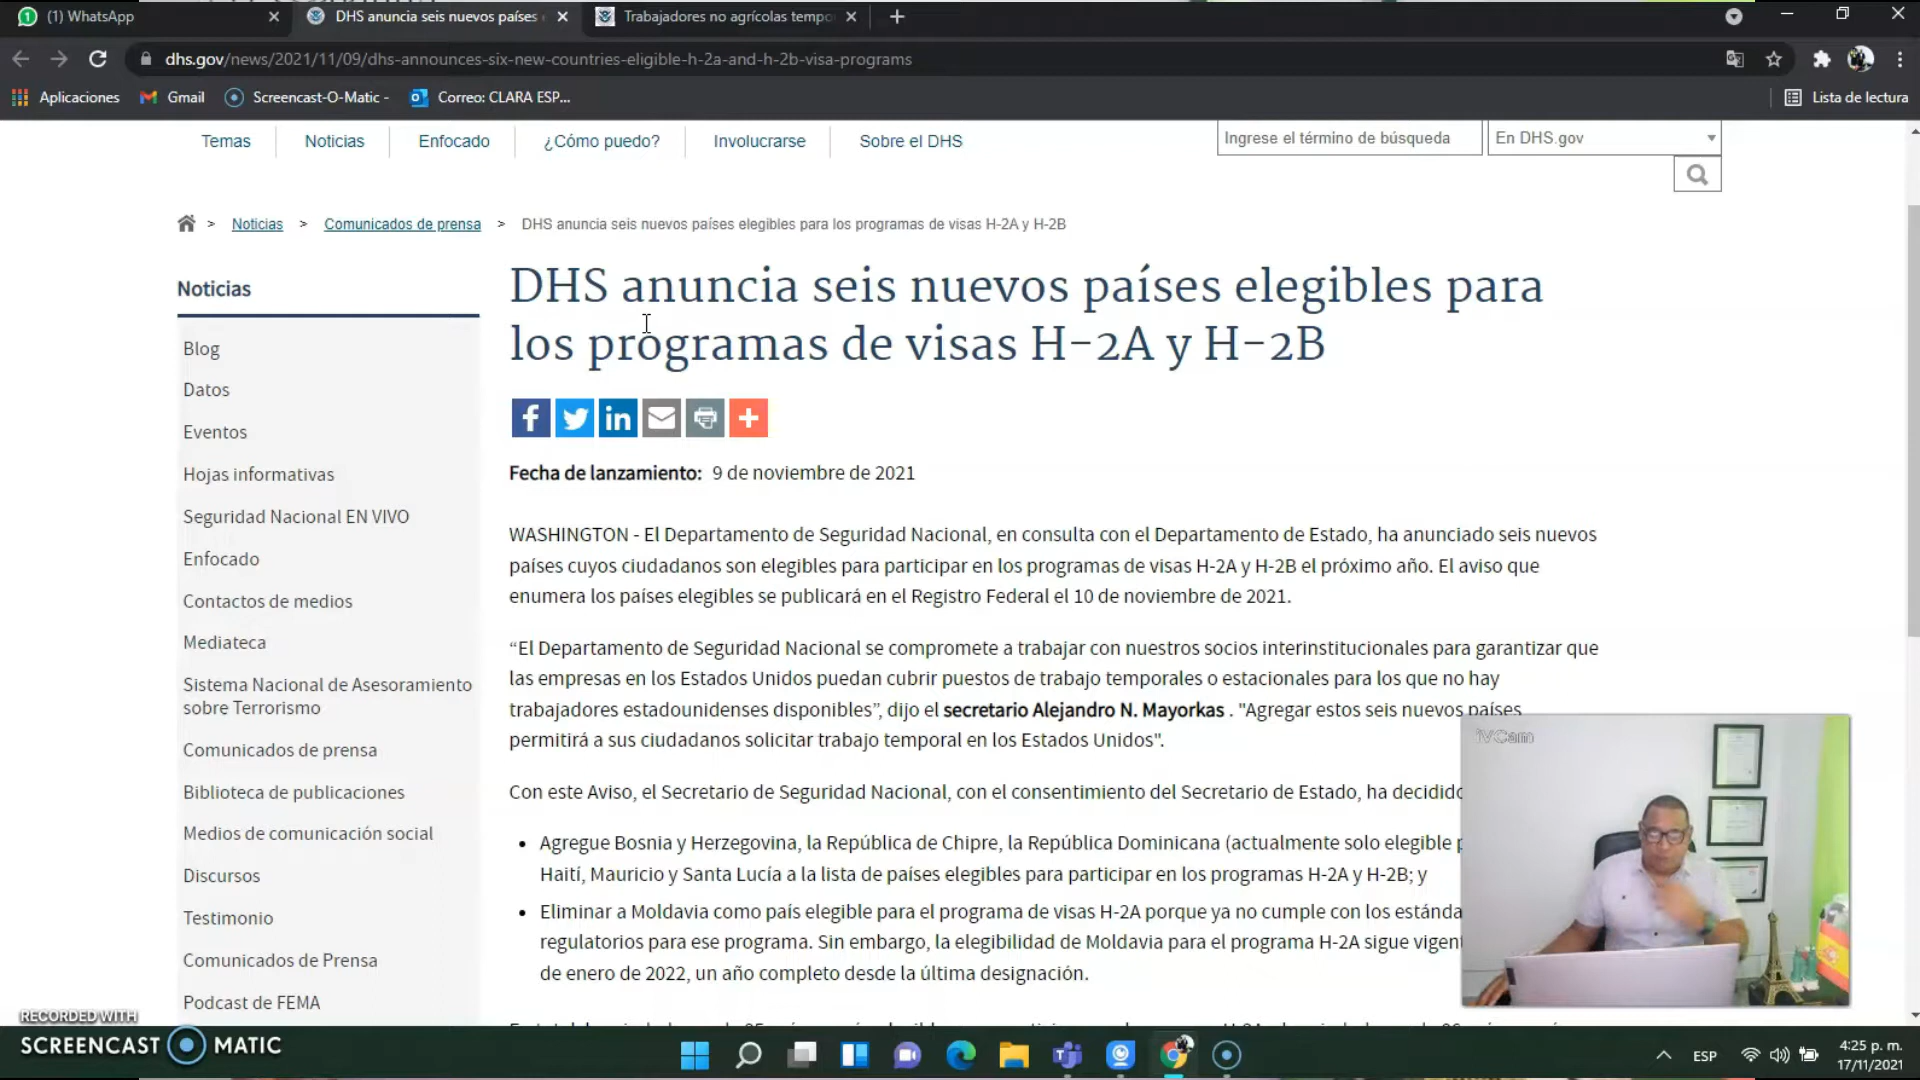 (1) WhatsApp
DHS anuncia seis nuevos países
Trabajadores no agrícolas tempo
dhs.gov/news/2021/11/09/dhs-announces-six-new-countries-eligible-h-2a-and-h-2b-visa-programs
Aplicaciones Gmail Screencast-O-Matic - Correo: CLARA ESP... Lista de lectura
Temas Noticias Enfocado ¿Cómo puedo? Involucrarse Sobre el DHS
Ingrese el término de búsqueda En DHS.gov
> Noticias > Comunicados de prensa > DHS anuncia seis nuevos países elegibles para los programas de visas H-2A y H-2B
Noticias
Blog
Datos
Eventos
Hojas informativas
Seguridad Nacional EN VIVO
Enfocado
Contactos de medios
Mediateca
Sistema Nacional de Asesoramiento
sobre Terrorismo
Comunicados de prensa
Biblioteca de publicaciones
Medios de comunicación social
Discursos
Testimonio
Comunicados de Prensa
Podcast de FEMA
DHS anuncia seis nuevos países elegibles para
los programas de visas H-2A y H-2B
Fecha de lanzamiento: 9 de noviembre de 2021
WASHINGTON - El Departamento de Seguridad Nacional, en consulta con el Departamento de Estado, ha anunciado seis nuevos
países cuyos ciudadanos son elegibles para participar en los programas de visas H-2A y H-2B el próximo año. El aviso que
enumera los países elegibles se publicará en el Registro Federal el 10 de noviembre de 2021.
“El Departamento de Seguridad Nacional se compromete a trabajar con nuestros socios interinstitucionales para garantizar que
las empresas en los Estados Unidos puedan cubrir puestos de trabajo temporales o estacionales para los que no hay
trabajadores estadounidenses disponibles”, dijo el secretario Alejandro N. Mayorkas . "Agregar estos seis nuevos países
permitirá a sus ciudadanos solicitar trabajo temporal en los Estados Unidos".
Con este Aviso, el Secretario de Seguridad Nacional, con el consentimiento del Secretario de Estado, ha decidido
• Agregue Bosnia y Herzegovina, la República de Chipre, la República Dominicana (actualmente solo elegible p
Haití, Mauricio y Santa Lucía a la lista de países elegibles para participar en los programas H-2A y H-2B; y
• Eliminar a Moldavia como país elegible para el programa de visas H-2A porque ya no cumple con los estánda
regulatorios para ese programa. Sin embargo, la elegibilidad de Moldavia para el programa H-2A sigue vigent
de enero de 2022, un año completo desde la última designación.
iVCam
RECORDED WITH
SCREENCAST MATIC
ESP
4:25 p. m.
17/11/2021